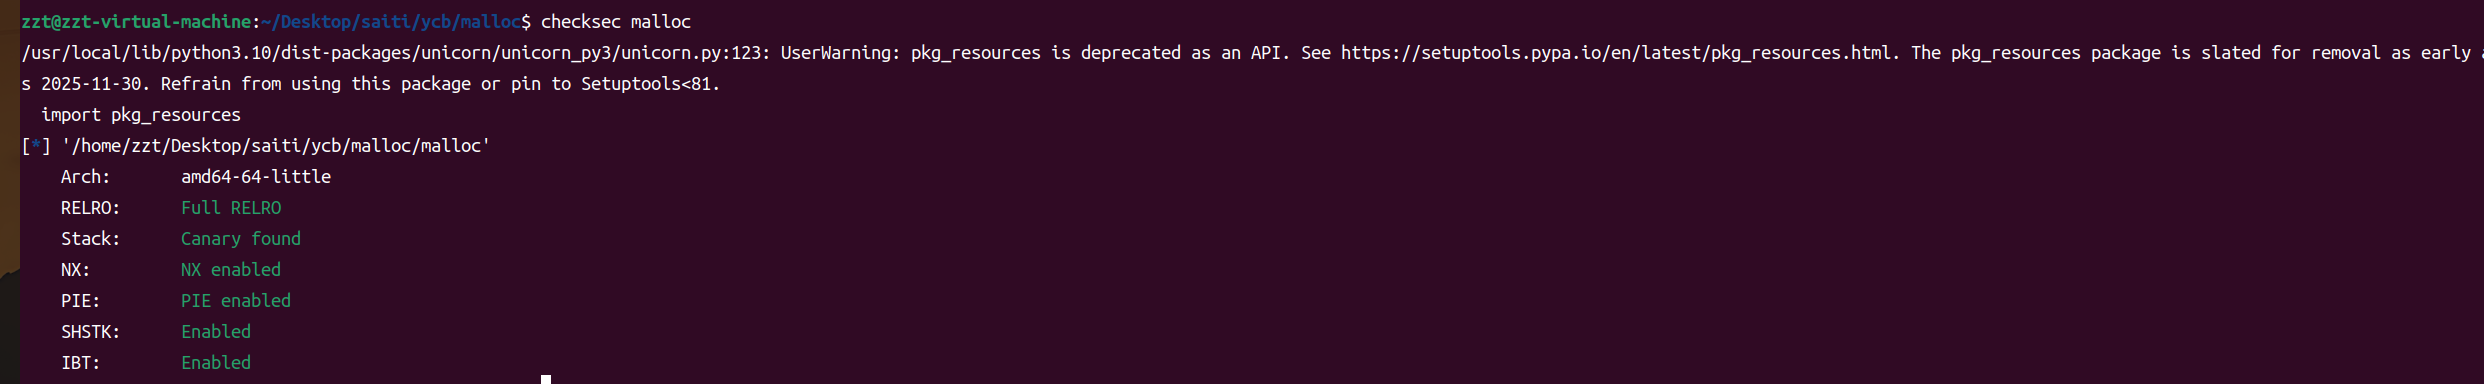 zzt@zzt-virtual-machine:~/Desktop/saiti/ycb/malloc$ checksec malloc
/usr/local/lib/python3.10/dist-packages/unicorn/unicorn_py3/unicorn.py:123: UserWarning: pkg_resources is deprecated as an API. See https://setuptools.pypa.io/en/latest/pkg_resources.html. The pkg_resources package is slated for removal as early a
s 2025-11-30. Refrain from using this package or pin to Setuptools<81.
  import pkg_resources
[*] '/home/zzt/Desktop/saiti/ycb/malloc/malloc'
    Arch:       amd64-64-little
    RELRO:      Full RELRO
    Stack:      Canary found
    NX:         NX enabled
    PIE:        PIE enabled
    SHSTK:      Enabled
    IBT:        Enabled